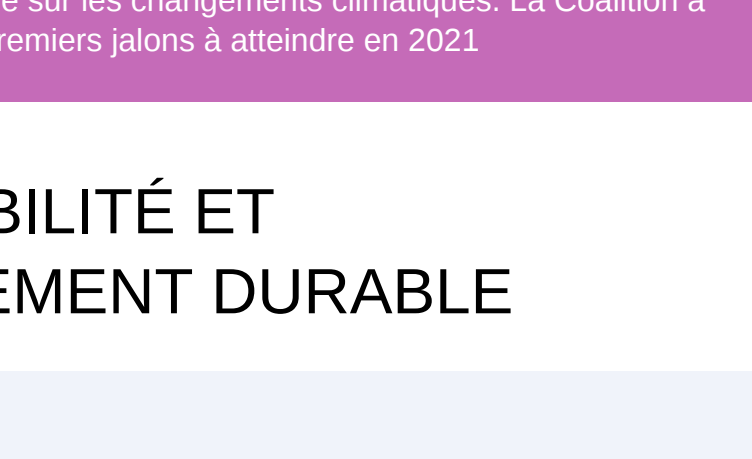 e sur les changements climatiques. La Coalition a
remiers jalons à atteindre en 2021
BILITÉ ET
EMENT DURABLE